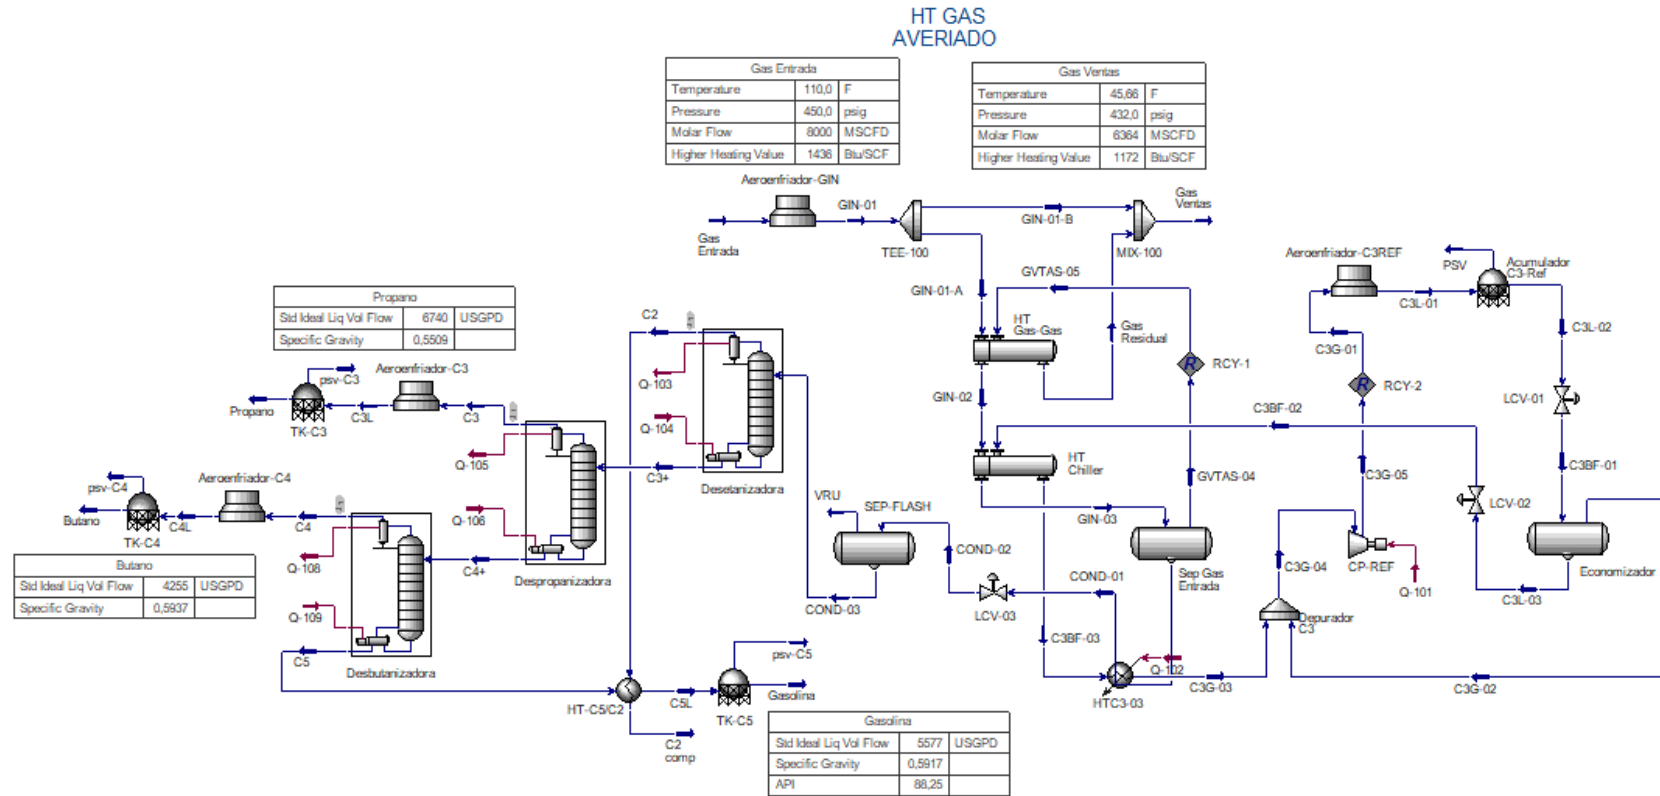 HT GAS
AVERIADO
Gas Entrada
Temperature 110,0 F
Pressure 450,0 psig
Molar Flow 8000 MSCFD
Higher Heating Value 1436 Btu/SCF
Gas Ventas
Temperature 45,66 F
Pressure 432,0 psig
Molar Flow 6364 MSCFD
Higher Heating Value 1172 Btu/SCF
Aeroenfriador-GIN
GIN-01
Gas
Entrada
TEE-100
GIN-01-B
Gas
Ventas
MIX-100
GVTAS-05
GIN-01-A
HT
Gas-Gas
Gas
Residual
RCY-1
GIN-02
HT
Chiller
GVTAS-04
GIN-03
Sep Gas
Entrada
Aeroenfriador-C3REF
PSV
Acumulador
C3-Ref
C3L-01
C3L-02
C3G-01
RCY-2
LCV-01
C3BF-02
C3BF-01
C3G-05
LCV-02
Economizador
C3L-03
C3G-04
CP-REF
Q-101
Depurador
C3
C3G-02
C3G-03
Q-102
HTC3-03
C3BF-03
COND-01
LCV-03
COND-02
SEP-FLASH
VRU
COND-03
Propano
Std Ideal Liq Vol Flow 6740 USGPD
Specific Gravity 0,5509
C2
Q-103
Q-104
C3+
Desetanizadora
psv-C3
Aeroenfriador-C3
Propano
TK-C3
C3L
C3
Q-105
Q-106
C4+
Despropanizadora
psv-C4
Aeroenfriador-C4
Butano
TK-C4
C4L
C4
Q-108
Q-109
C5
Desbutanizadora
Butano
Std Ideal Liq Vol Flow 4255 USGPD
Specific Gravity 0,5937
HT-C5/C2
C5L
psv-C5
Gasolina
TK-C5
C2
comp
Gasolina
Std Ideal Liq Vol Flow 5577 USGPD
Specific Gravity 0,5917
API 88,25